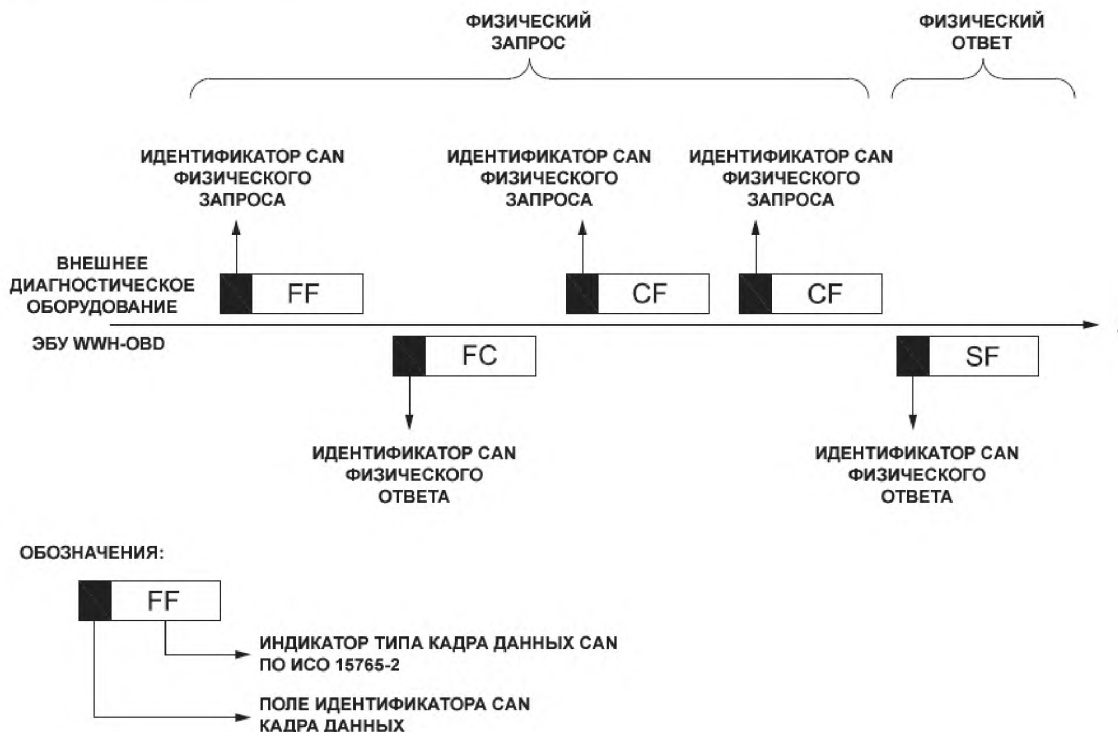 ФИЗИЧЕСКИЙ
ЗАПРОС
ФИЗИЧЕСКИЙ
ОТВЕТ
ИДЕНТИФИКАТОР CAN
ФИЗИЧЕСКОГО
ЗАПРОСА
ИДЕНТИФИКАТОР CAN
ФИЗИЧЕСКОГО
ЗАПРОСА
ИДЕНТИФИКАТОР CAN
ФИЗИЧЕСКОГО
ЗАПРОСА
ВНЕШНЕЕ
ДИАГНОСТИЧЕСКОЕ
ОБОРУДОВАНИЕ
FF
CF
CF
ЭБУ WWH-OBD
FC
SF
ИДЕНТИФИКАТОР CAN
ФИЗИЧЕСКОГО
ОТВЕТА
ИДЕНТИФИКАТОР CAN
ФИЗИЧЕСКОГО
ОТВЕТА
ОБОЗНАЧЕНИЯ:
FF
ИНДИКАТОР ТИПА КАДРА ДАННЫХ CAN
ПО ИСО 15765-2
ПОЛЕ ИДЕНТИФИКАТОРА CAN
КАДРА ДАННЫХ